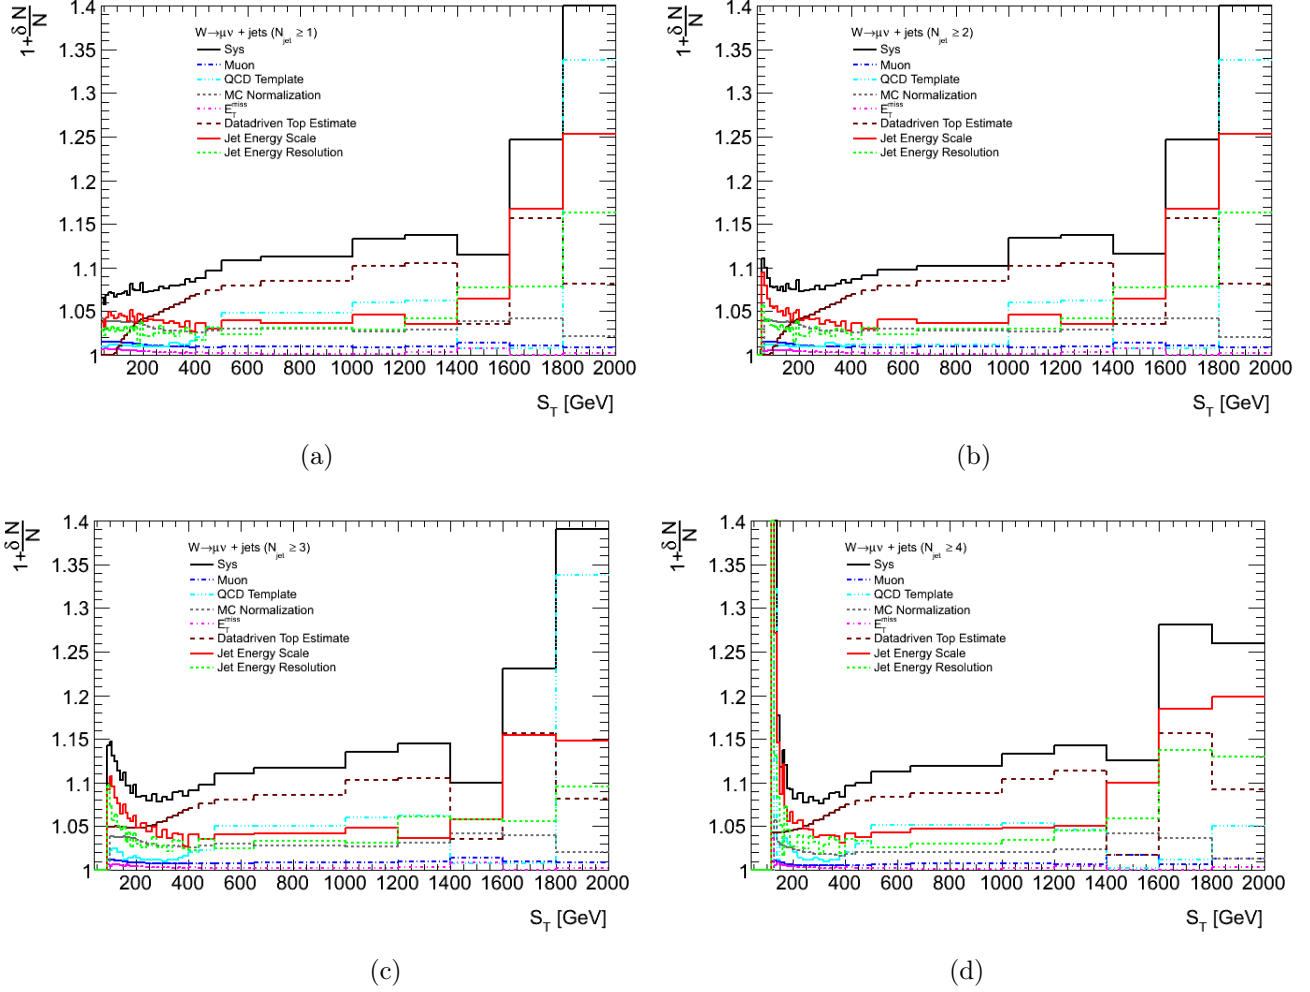 1+δN/N
W→μν + jets (N_jet ≥ 1)
Sys
Muon
QCD Template
MC Normalization
E_T^miss
Datadriven Top Estimate
Jet Energy Scale
Jet Energy Resolution
1.4
1.35
1.3
1.25
1.2
1.15
1.1
1.05
1
200 400 600 800 1000 1200 1400 1600 1800 2000
S_T [GeV]
(a)
1+δN/N
W→μν + jets (N_jet ≥ 2)
Sys
Muon
QCD Template
MC Normalization
E_T^miss
Datadriven Top Estimate
Jet Energy Scale
Jet Energy Resolution
1.4
1.35
1.3
1.25
1.2
1.15
1.1
1.05
1
200 400 600 800 1000 1200 1400 1600 1800 2000
S_T [GeV]
(b)
1+δN/N
W→μν + jets (N_jet ≥ 3)
Sys
Muon
QCD Template
MC Normalization
E_T^miss
Datadriven Top Estimate
Jet Energy Scale
Jet Energy Resolution
1.4
1.35
1.3
1.25
1.2
1.15
1.1
1.05
1
200 400 600 800 1000 1200 1400 1600 1800 2000
S_T [GeV]
(c)
1+δN/N
W→μν + jets (N_jet ≥ 4)
Sys
Muon
QCD Template
MC Normalization
E_T^miss
Datadriven Top Estimate
Jet Energy Scale
Jet Energy Resolution
1.4
1.35
1.3
1.25
1.2
1.15
1.1
1.05
1
200 400 600 800 1000 1200 1400 1600 1800 2000
S_T [GeV]
(d)